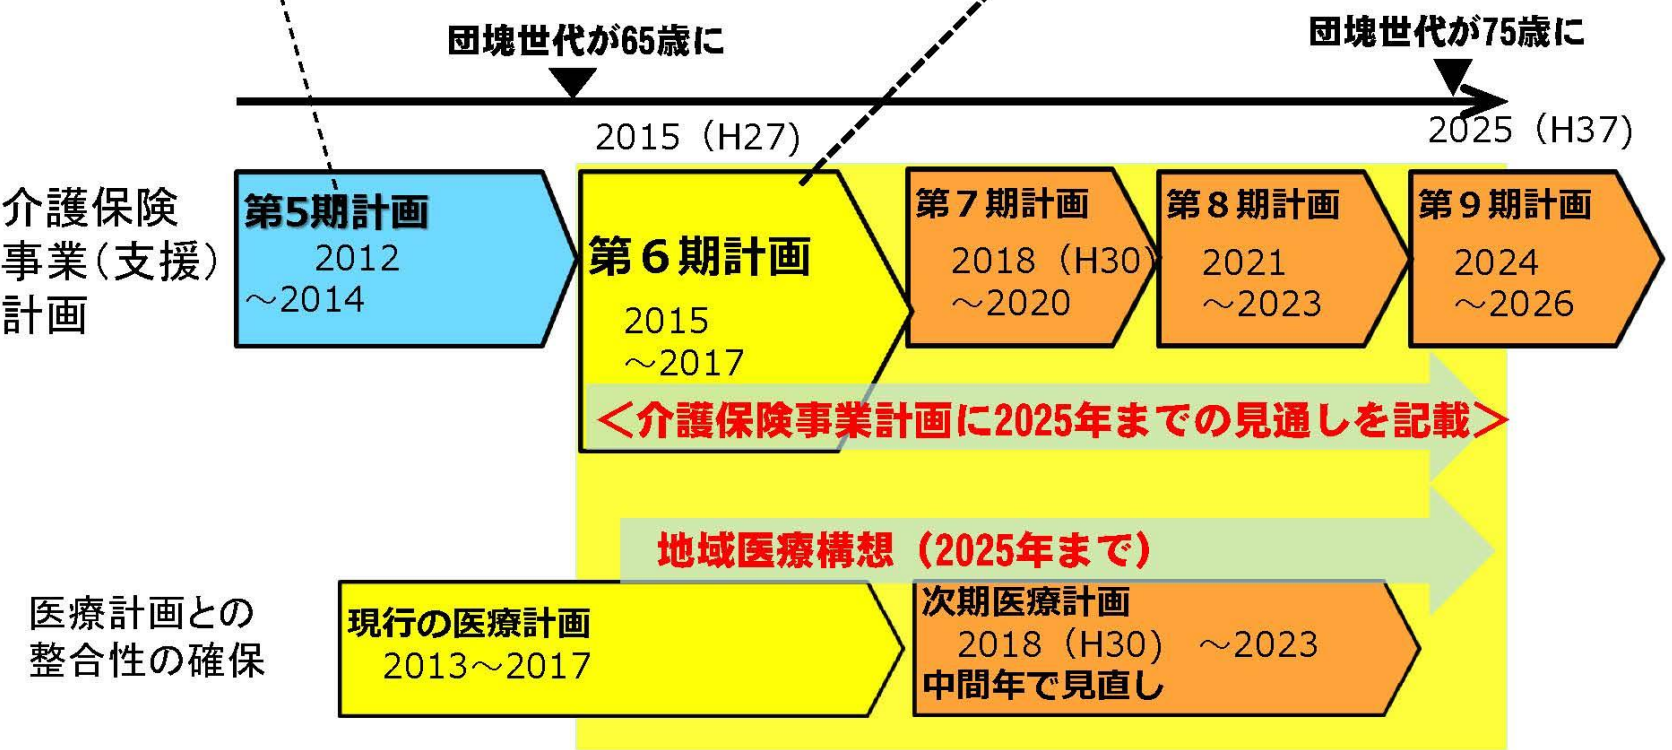 団塊世代が65歳に
団塊世代が75歳に
2015（H27）
2025（H37）
介護保険
事業（支援）
計画
第5期計画
2012
～2014
第６期計画
2015
～2017
第７期計画
2018（H30）
～2020
第８期計画
2021
～2023
第９期計画
2024
～2026
＜介護保険事業計画に2025年までの見通しを記載＞
地域医療構想（2025年まで）
医療計画との
整合性の確保
現行の医療計画
2013～2017
次期医療計画
2018（H30） ～2023
中間年で見直し